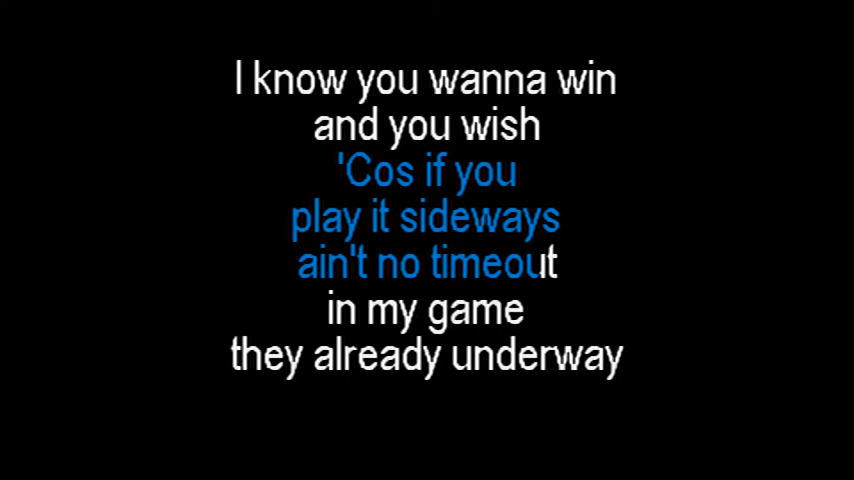 I know you wanna win
and you wish
'Cos if you
play it sideways
ain't no timeout
in my game
they already underway